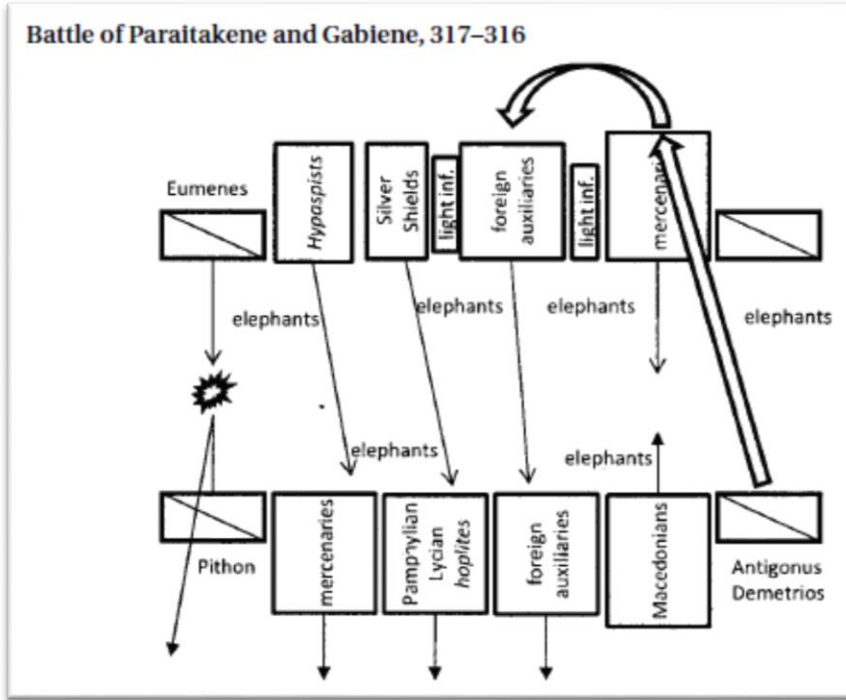 Battle of Paraitakene and Gabiene, 317–316
Eumenes
Hypaspists
Silver
Shields
light inf.
foreign
auxiliaries
light inf.
elephants
elephants
elephants
elephants
elephants
elephants
Pithon
mercenaries
Pamphylian
Lycian
hoplites
foreign
auxiliaries
Macedonians
Antigonus
Demetrios